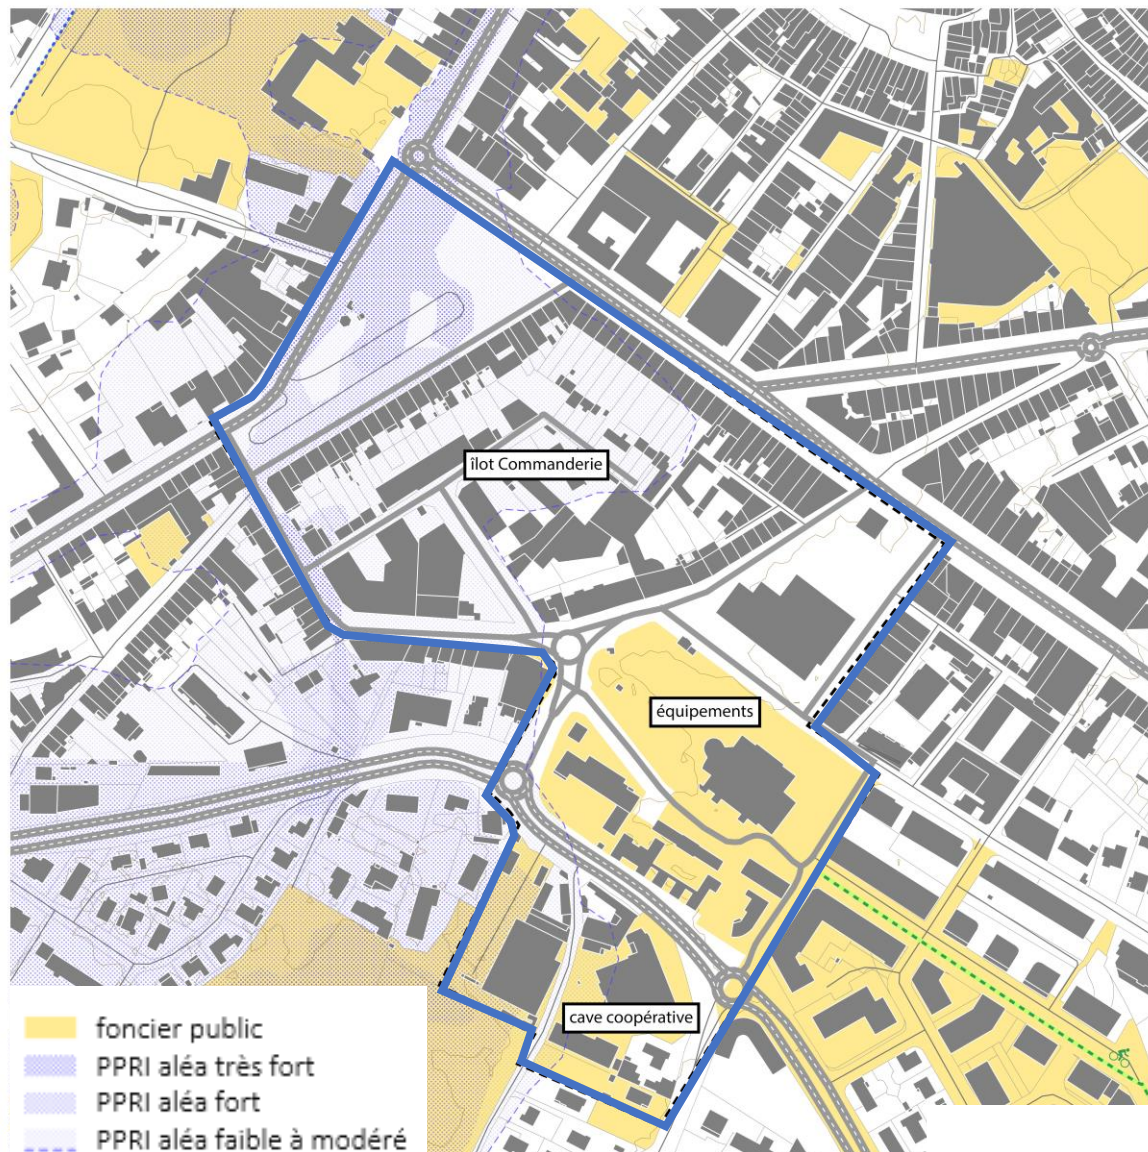 îlot Commanderie
équipements
cave coopérative
foncier public
PPRI aléa très fort
PPRI aléa fort
PPRI aléa faible à modéré